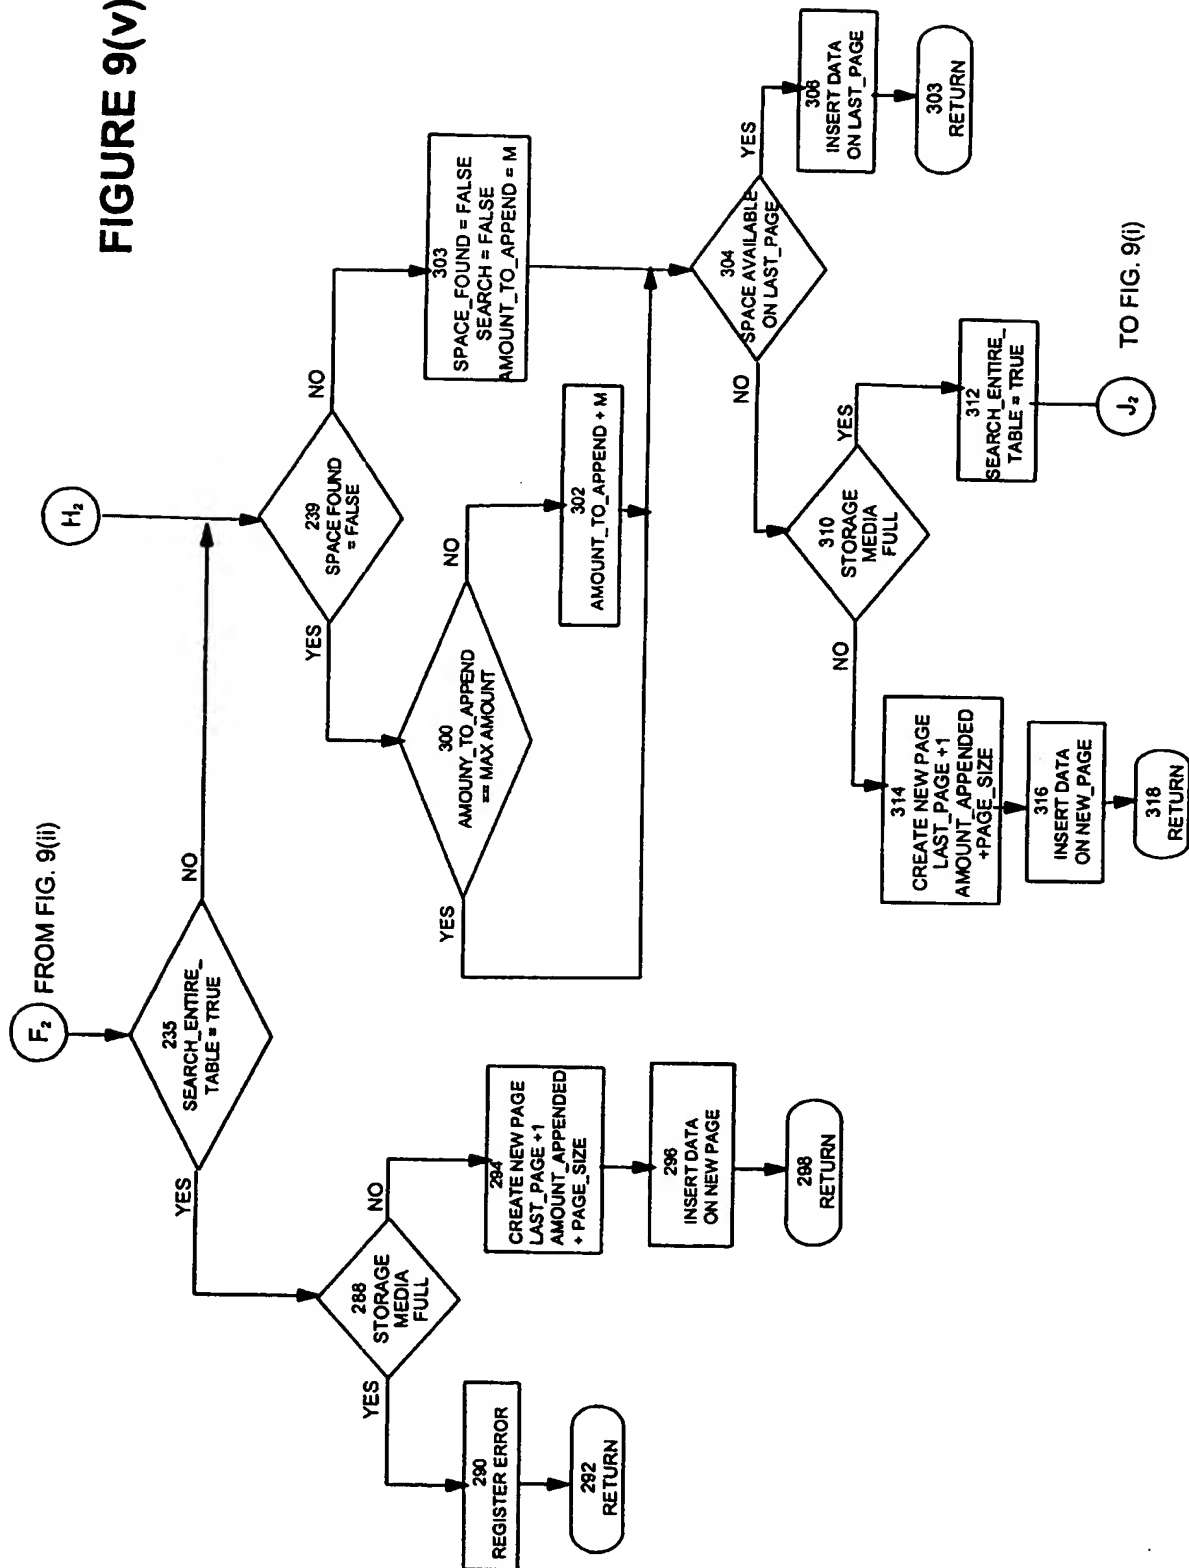 FIGURE 9(v)
F₂
FROM FIG. 9(ii)
235
SEARCH_ENTIRE_
TABLE = TRUE
YES
NO
H₂
288
STORAGE
MEDIA
FULL
YES
NO
290
REGISTER ERROR
292
RETURN
294
CREATE NEW PAGE
LAST_PAGE +1
AMOUNT_APPENDED
+ PAGE_SIZE
296
INSERT DATA
ON NEW PAGE
298
RETURN
239
SPACE FOUND
= FALSE
YES
NO
300
AMOUNY_TO_APPEND
== MAX AMOUNT
YES
NO
302
AMOUNT_TO_APPEND + M
303
SPACE_FOUND = FALSE
SEARCH = FALSE
AMOUNT_TO_APPEND = M
304
SPACE AVAILABLE
ON LAST_PAGE
NO
YES
306
INSERT DATA
ON LAST_PAGE
303
RETURN
310
STORAGE
MEDIA
FULL
NO
YES
312
SEARCH_ENTIRE_
TABLE = TRUE
J₂
TO FIG. 9(i)
314
CREATE NEW PAGE
LAST_PAGE +1
AMOUNT_APPENDED
+PAGE_SIZE
316
INSERT DATA
ON NEW_PAGE
318
RETURN